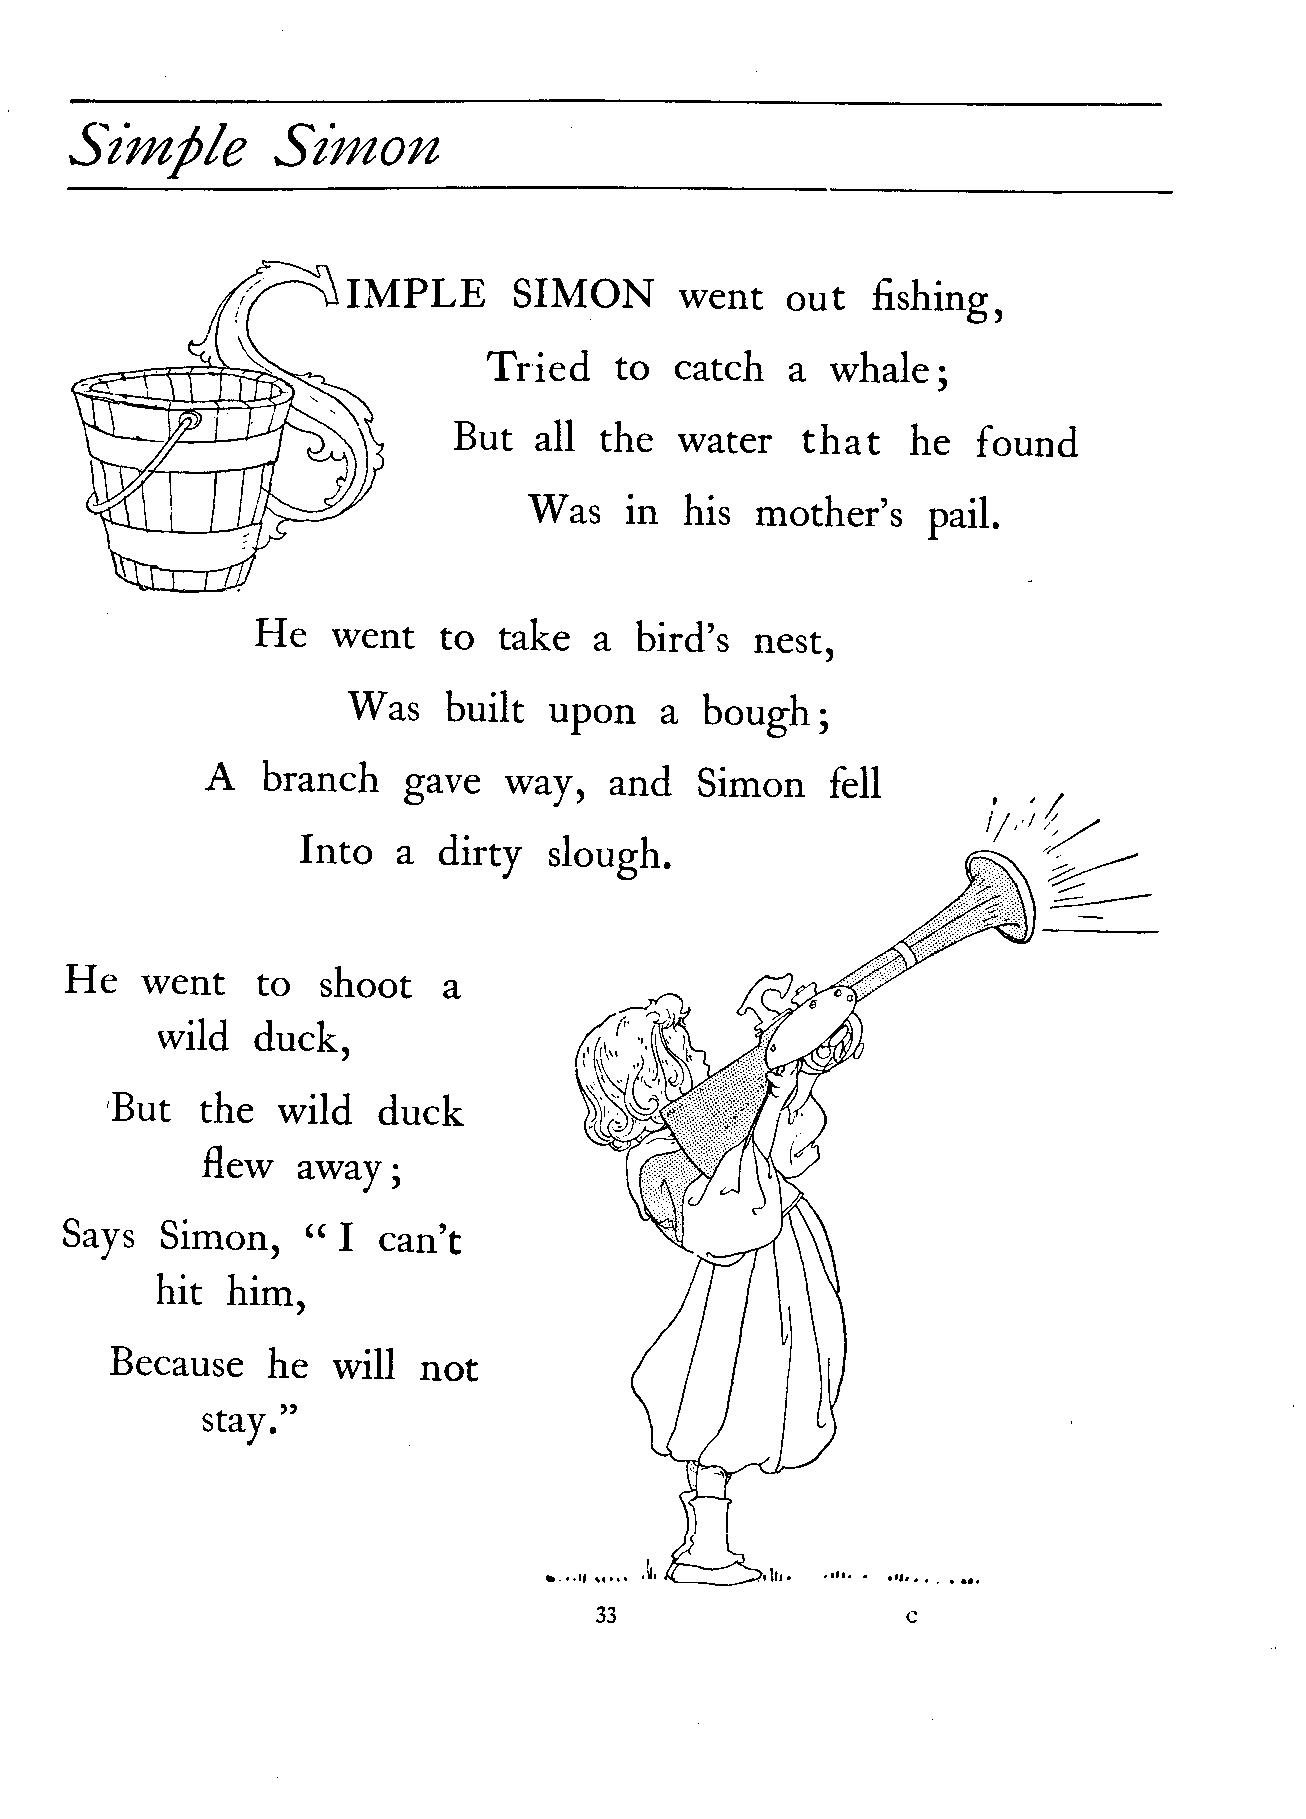 Simple Simon
SIMPLE SIMON went out fishing,
Tried to catch a whale;
But all the water that he found
Was in his mother's pail.
He went to take a bird's nest,
Was built upon a bough;
A branch gave way, and Simon fell
Into a dirty slough.
He went to shoot a
wild duck,
But the wild duck
flew away;
Says Simon, “I can't
hit him,
Because he will not
stay.”
33 C